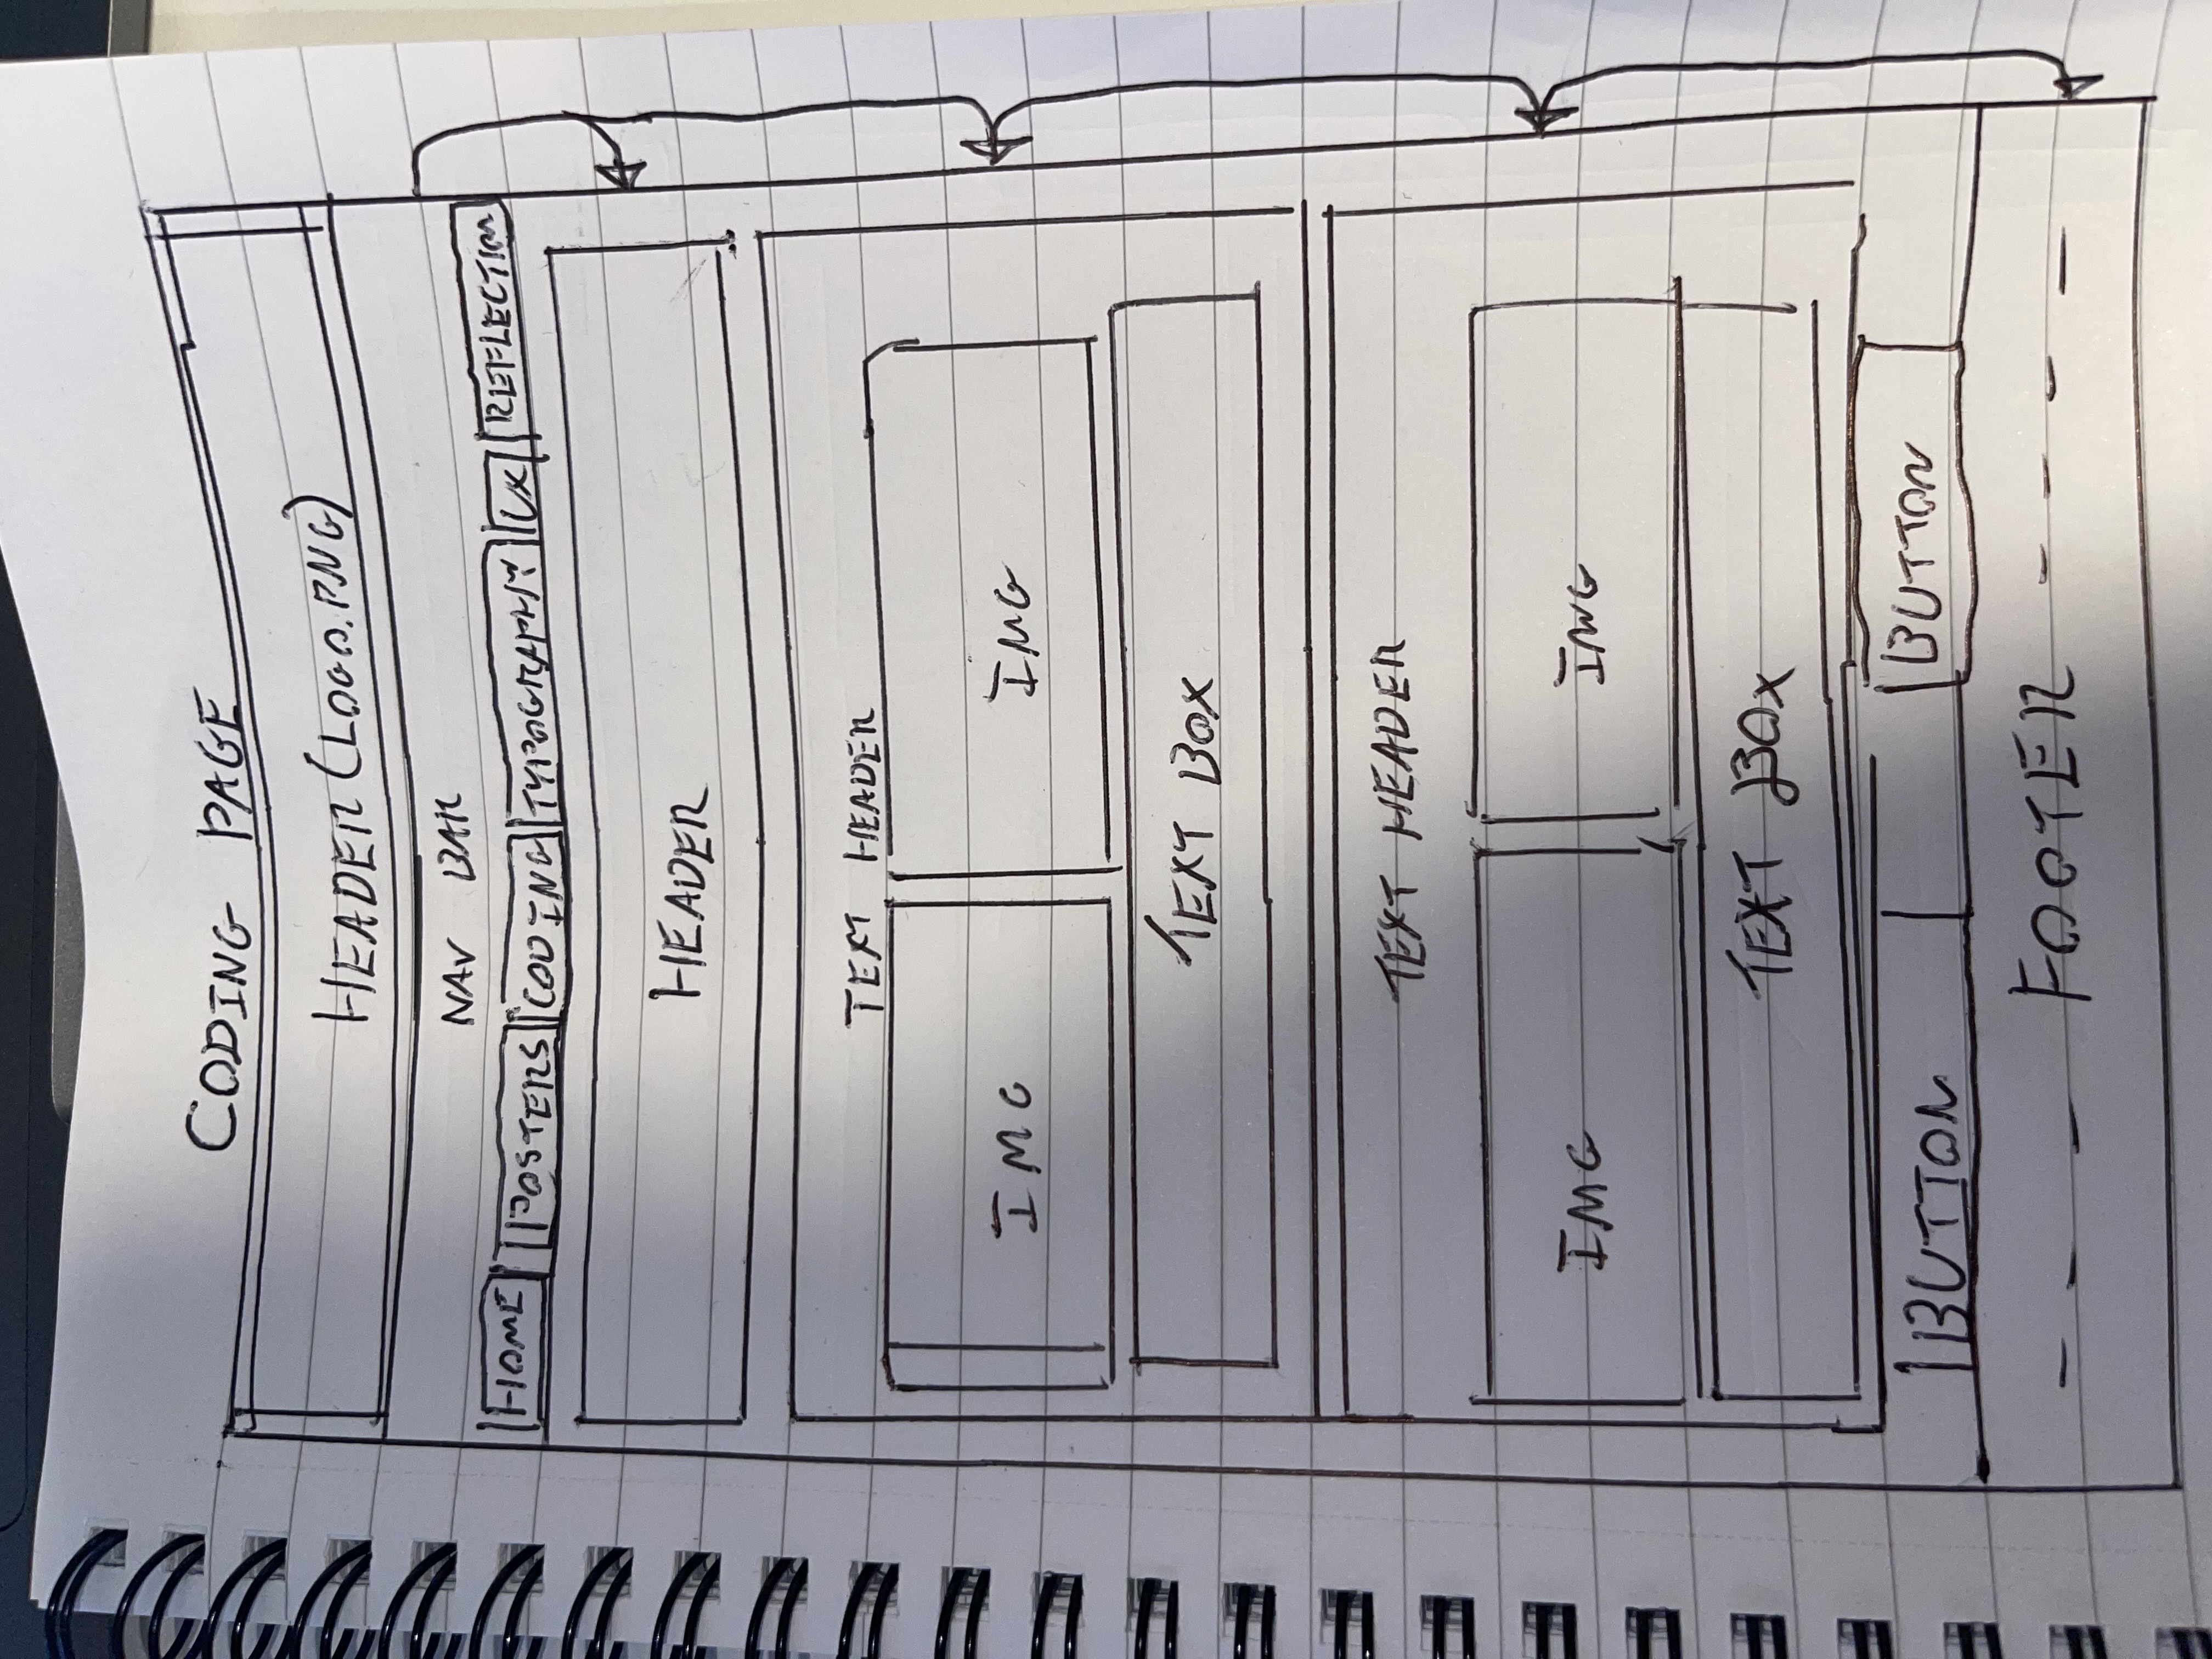 CODING PAGE
HEADER (LOGO.PNG)
NAV BAR
HOME POSTERS CODING TYPOGRAPHY UX REFLECTION
HEADER
TEXT HEADER
IMG IMG
TEXT BOX
TEXT HEADER
IMG IMG
TEXT BOX
BUTTON BUTTON
FOOTER